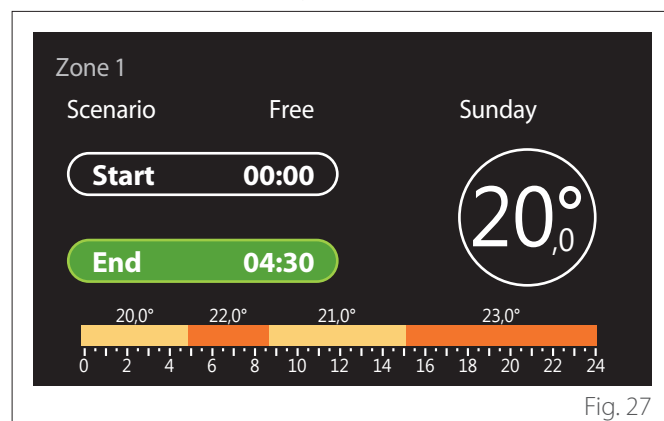 Zone 1
Scenario Free Sunday
Start 00:00
20°,0
End 04:30
20,0° 22,0° 21,0° 23,0°
0 2 4 6 8 10 12 14 16 18 20 22 24
Fig. 27